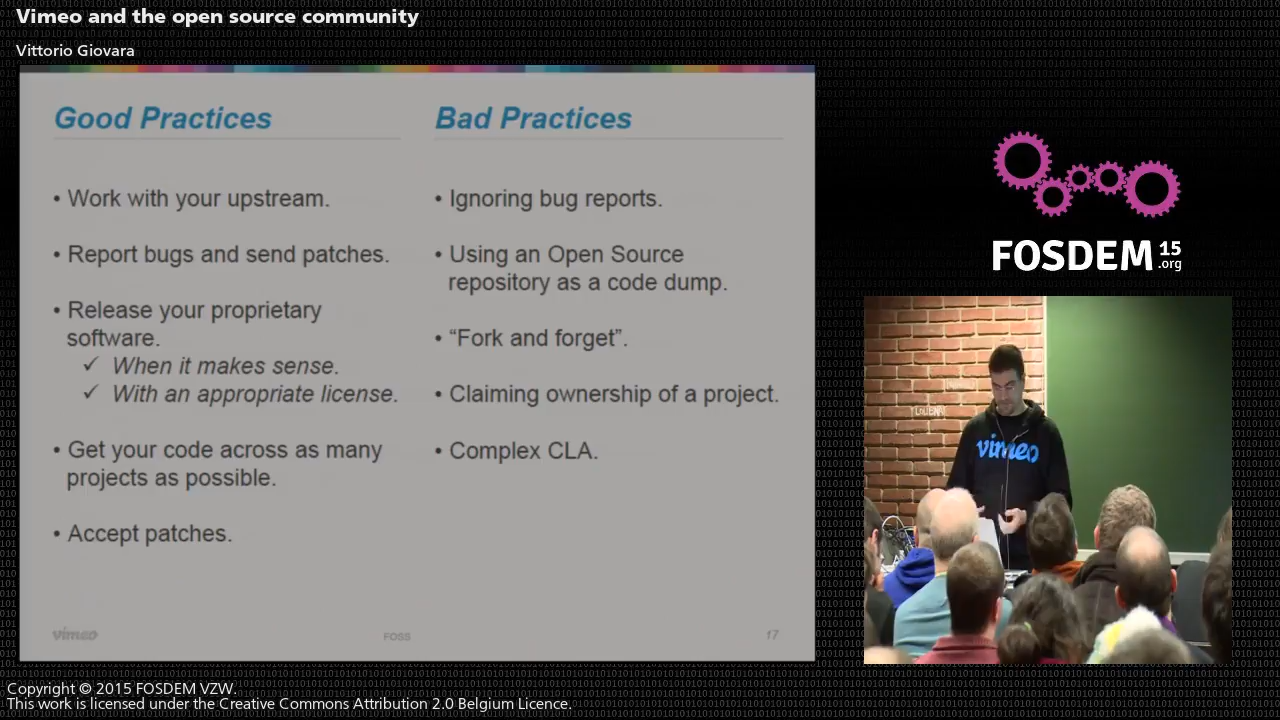 Vimeo and the open source community
Vittorio Giovara
Good Practices
• Work with your upstream.
• Report bugs and send patches.
• Release your proprietary
software.
✓ When it makes sense.
✓ With an appropriate license.
• Get your code across as many
projects as possible.
• Accept patches.
Bad Practices
• Ignoring bug reports.
• Using an Open Source
repository as a code dump.
• “Fork and forget”.
• Claiming ownership of a project.
• Complex CLA.
vimeo
FOSS
17
FOSDEM 15
.org
vimeo
Copyright © 2015 FOSDEM VZW.
This work is licensed under the Creative Commons Attribution 2.0 Belgium Licence.